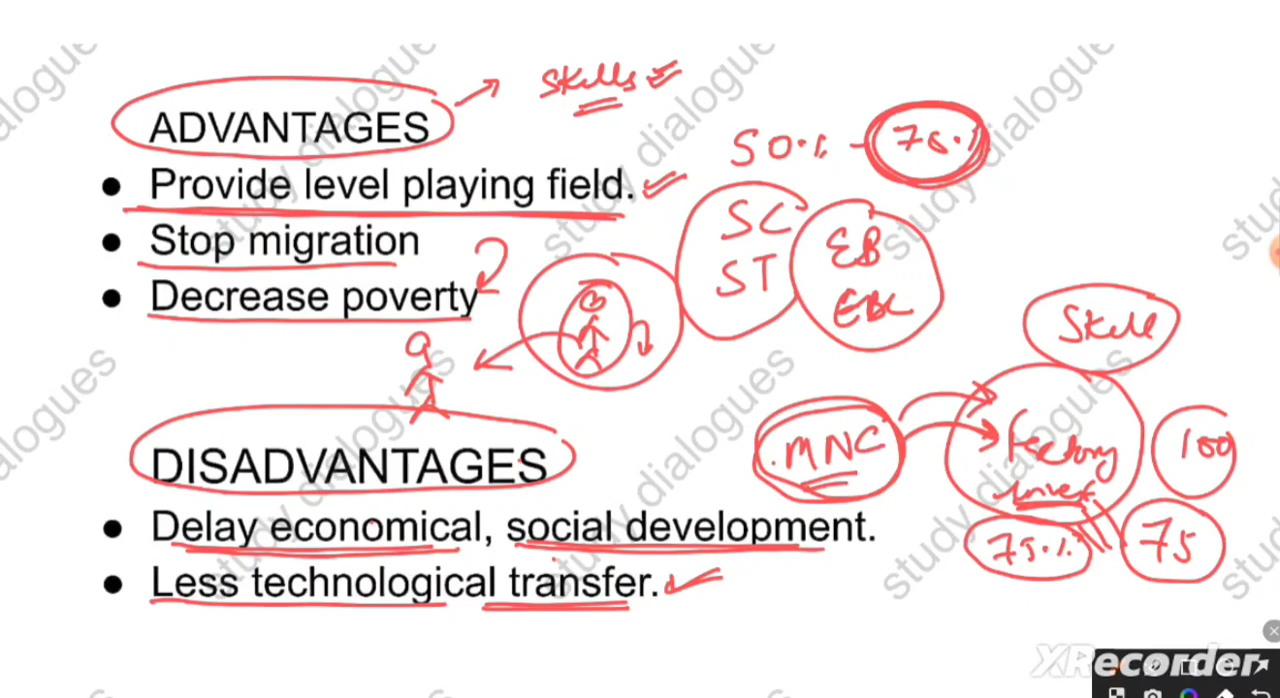 Skills
ADVANTAGES
50% - 75%
• Provide level playing field.
SC
ST
EB
EBC
• Stop migration
• Decrease poverty
Skill
MNC
factory
invest
100
75%
75
DISADVANTAGES
• Delay economical, social development.
• Less technological transfer.
study dialogues
XRecorder